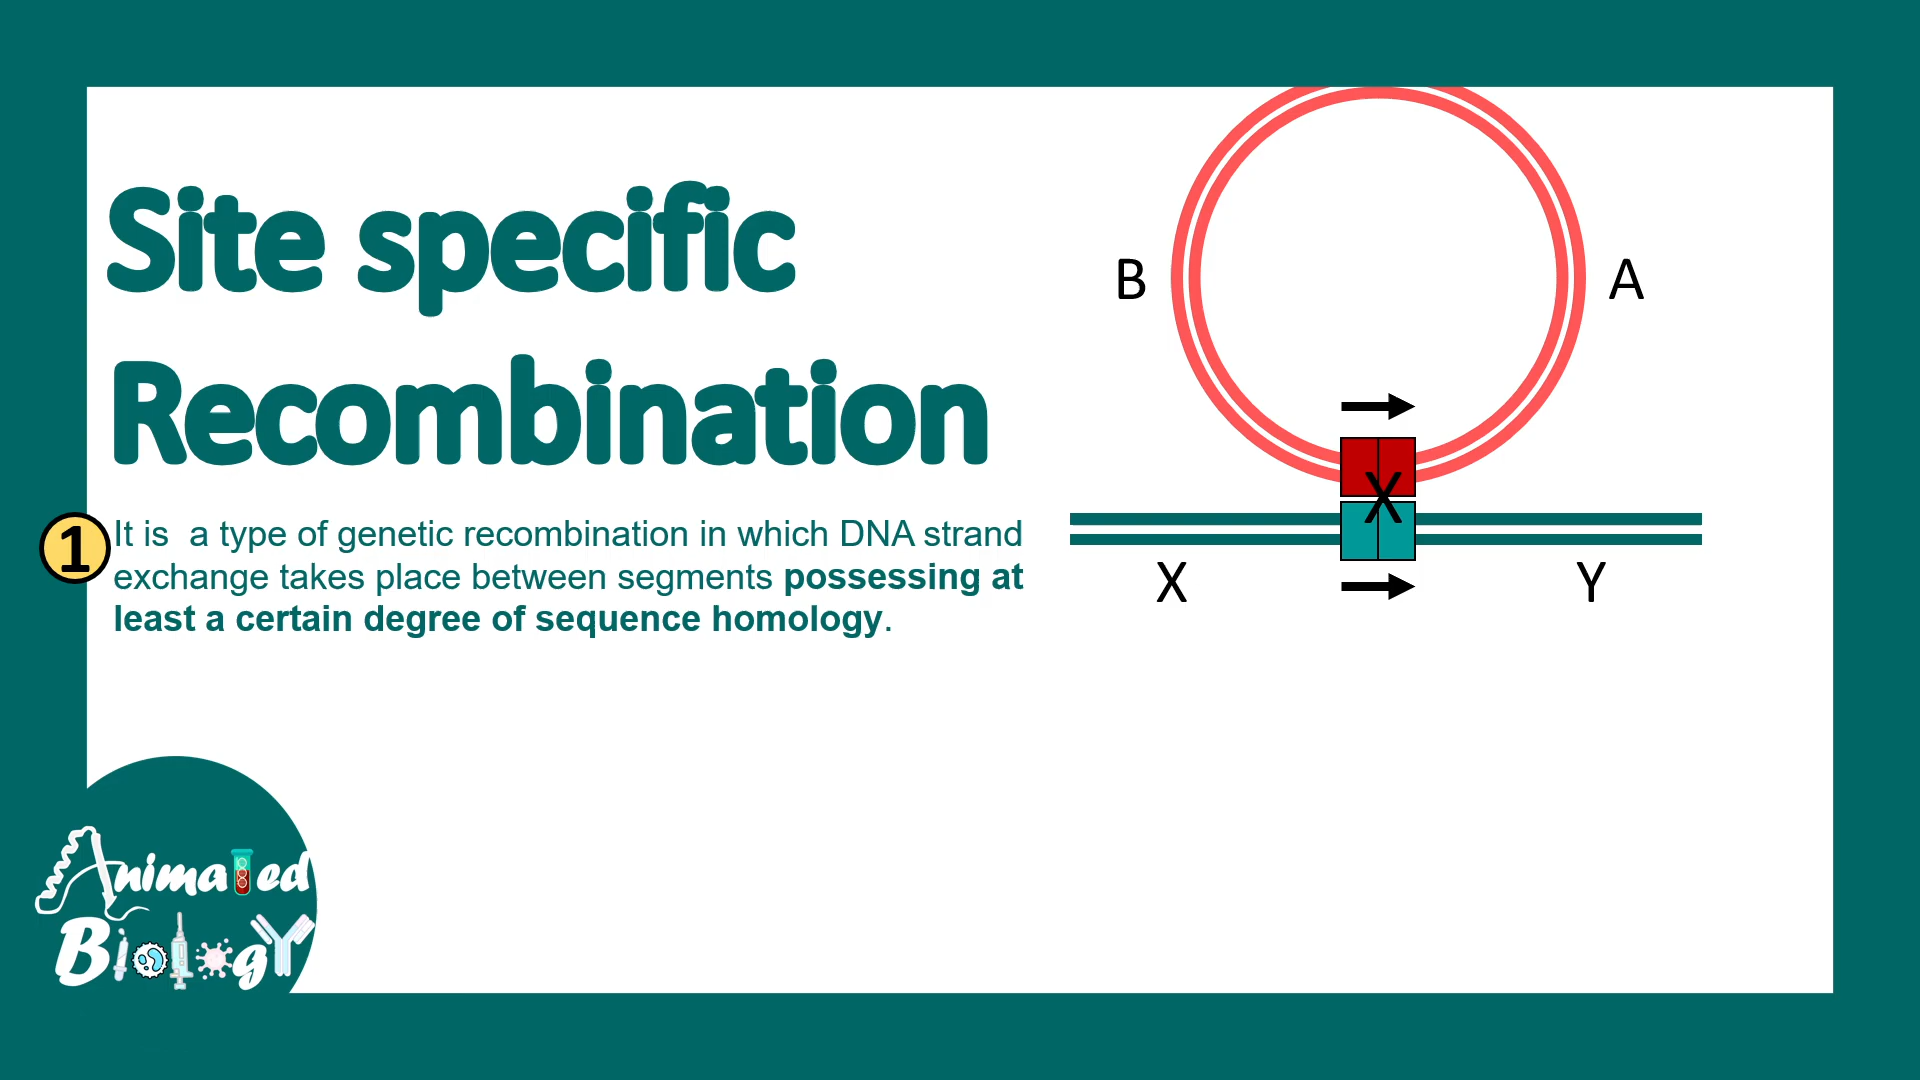 Site specific
Recombination
1
It is  a type of genetic recombination in which DNA strand
exchange takes place between segments possessing at
least a certain degree of sequence homology.
B
A
X
X
Y
Animated
Biology